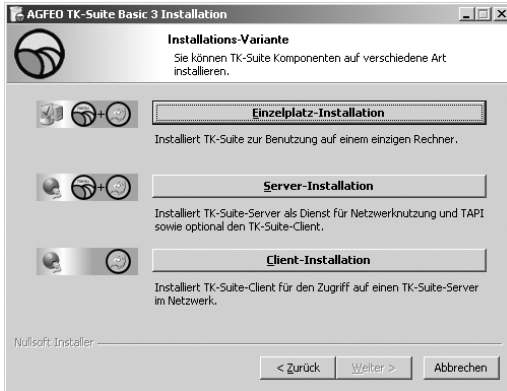 AGFEO TK-Suite Basic 3 Installation
Installations-Variante
Sie können TK-Suite Komponenten auf verschiedene Art
installieren.
Einzelplatz-Installation
Installiert TK-Suite zur Benutzung auf einem einzigen Rechner.
Server-Installation
Installiert TK-Suite-Server als Dienst für Netzwerknutzung und TAPI
sowie optional den TK-Suite-Client.
Client-Installation
Installiert TK-Suite-Client für den Zugriff auf einen TK-Suite-Server
im Netzwerk.
Nullsoft Installer
< Zurück Weiter > Abbrechen